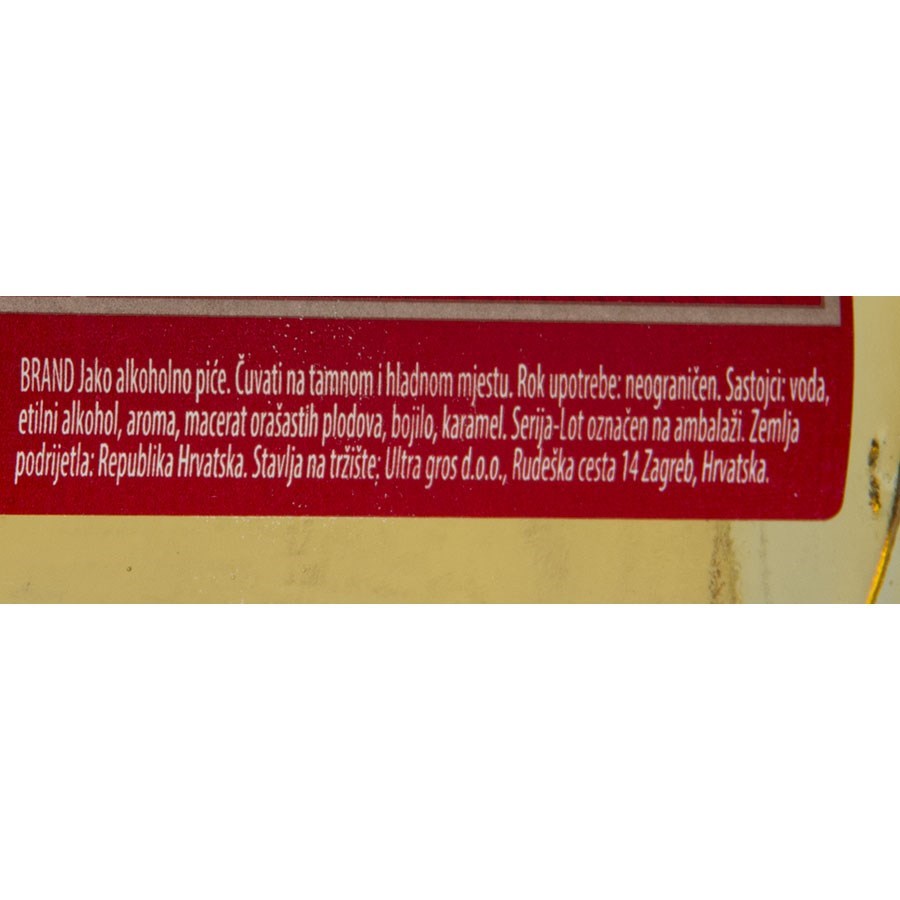 BRAND Jako alkoholno piće. Čuvati na tamnom i hladnom mjestu. Rok upotrebe: neograničen. Sastojci: voda,
etilni alkohol, aroma, macerat orašastih plodova, bojilo, karamel. Serija-Lot označen na ambalaži. Zemlja
podrijetla: Republika Hrvatska. Stavlja na tržište: Ultra gros d.o.o., Rudeška cesta 14 Zagreb, Hrvatska.